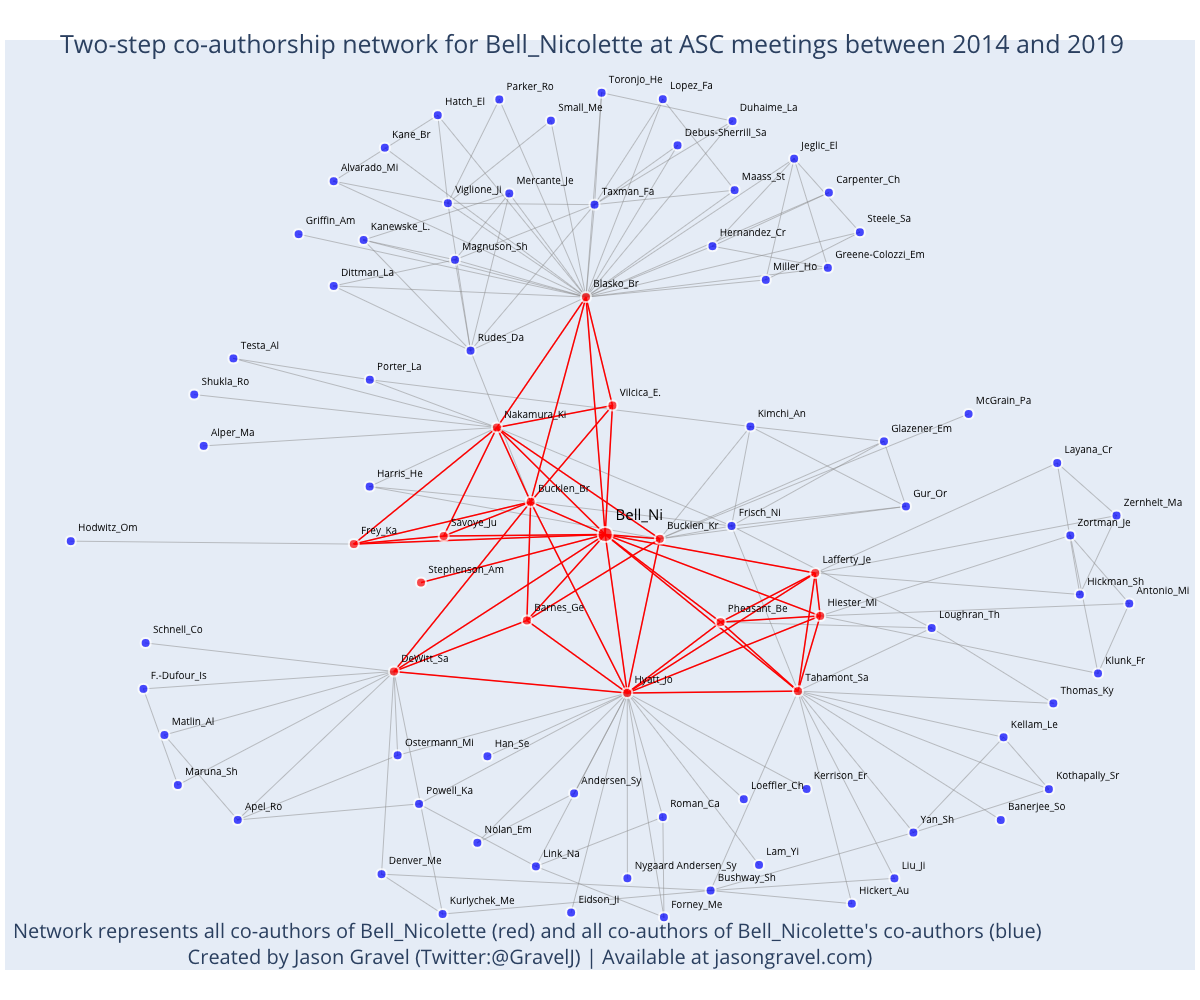 Two-step co-authorship network for Bell_Nicolette at ASC meetings between 2014 and 2019
Toronjo_He
Parker_Ro
Lopez_Fa
Hatch_El
Small_Me
Duhaime_La
Kane_Br
Debus-Sherrill_Sa
Jeglic_El
Alvarado_Mi
Viglione_Ji
Mercante_Je
Taxman_Fa
Maass_St
Carpenter_Ch
Griffin_Am
Kanewske_L.
Magnuson_Sh
Hernandez_Cr
Steele_Sa
Dittman_La
Blasko_Br
Miller_Ho
Greene-Colozzi_Em
Rudes_Da
Testa_Al
Porter_La
Shukla_Ro
Vilcica_E.
Nakamura_Ki
Kimchi_An
McGrain_Pa
Alper_Ma
Glazener_Em
Layana_Cr
Harris_He
Bucklen_Br
Gur_Or
Zernhelt_Ma
Hodwitz_Om
Frey_Ka
Savoye_Ju
Bell_Ni
Bucklen_Kr
Frisch_Ni
Zortman_Je
Stephenson_Am
Lafferty_Je
Hickman_Sh
Antonio_Mi
Barnes_Ge
Pheasant_Be
Hiester_Mi
Loughran_Th
Schnell_Co
DeWitt_Sa
Hyatt_Jo
Tahamont_Sa
Klunk_Fr
F.-Dufour_Is
Thomas_Ky
Matlin_Al
Ostermann_Mi
Han_Se
Kellam_Le
Maruna_Sh
Powell_Ka
Andersen_Sy
Loeffler_Ch
Kerrison_Er
Kothapally_Sr
Apel_Ro
Roman_Ca
Banerjee_So
Nolan_Em
Yan_Sh
Link_Na
Lam_Yi
Denver_Me
Nygaard Andersen_Sy
Bushway_Sh
Liu_Ji
Kurlychek_Me
Eidson_Ji
Forney_Me
Hickert_Au
Network represents all co-authors of Bell_Nicolette (red) and all co-authors of Bell_Nicolette's co-authors (blue)
Created by Jason Gravel (Twitter:@GravelJ) | Available at jasongravel.com)